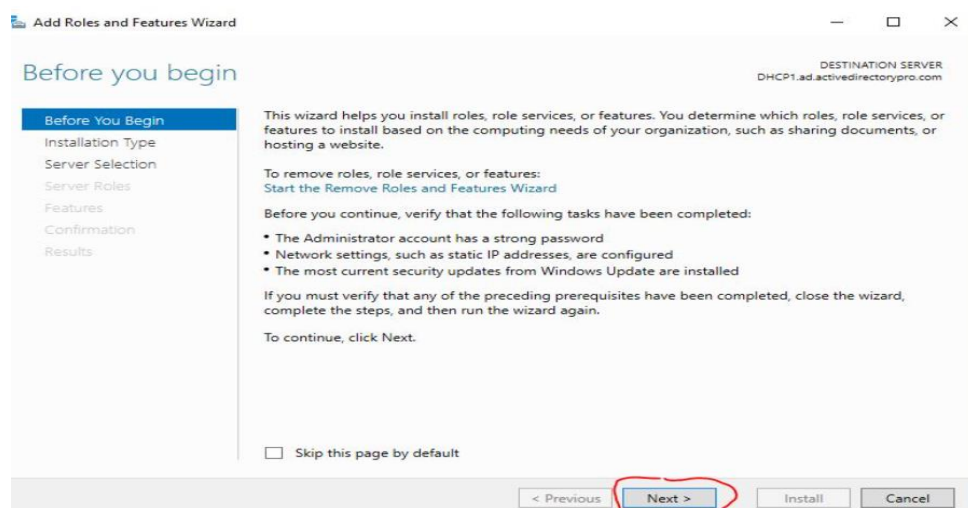 Add Roles and Features Wizard
Before you begin
DESTINATION SERVER
DHCP1.ad.activedirectorypro.com
Before You Begin
Installation Type
Server Selection
Server Roles
Features
Confirmation
Results
This wizard helps you install roles, role services, or features. You determine which roles, role services, or
features to install based on the computing needs of your organization, such as sharing documents, or
hosting a website.
To remove roles, role services, or features:
Start the Remove Roles and Features Wizard
Before you continue, verify that the following tasks have been completed:
• The Administrator account has a strong password
• Network settings, such as static IP addresses, are configured
• The most current security updates from Windows Update are installed
If you must verify that any of the preceding prerequisites have been completed, close the wizard,
complete the steps, and then run the wizard again.
To continue, click Next.
Skip this page by default
< Previous
Next >
Install
Cancel